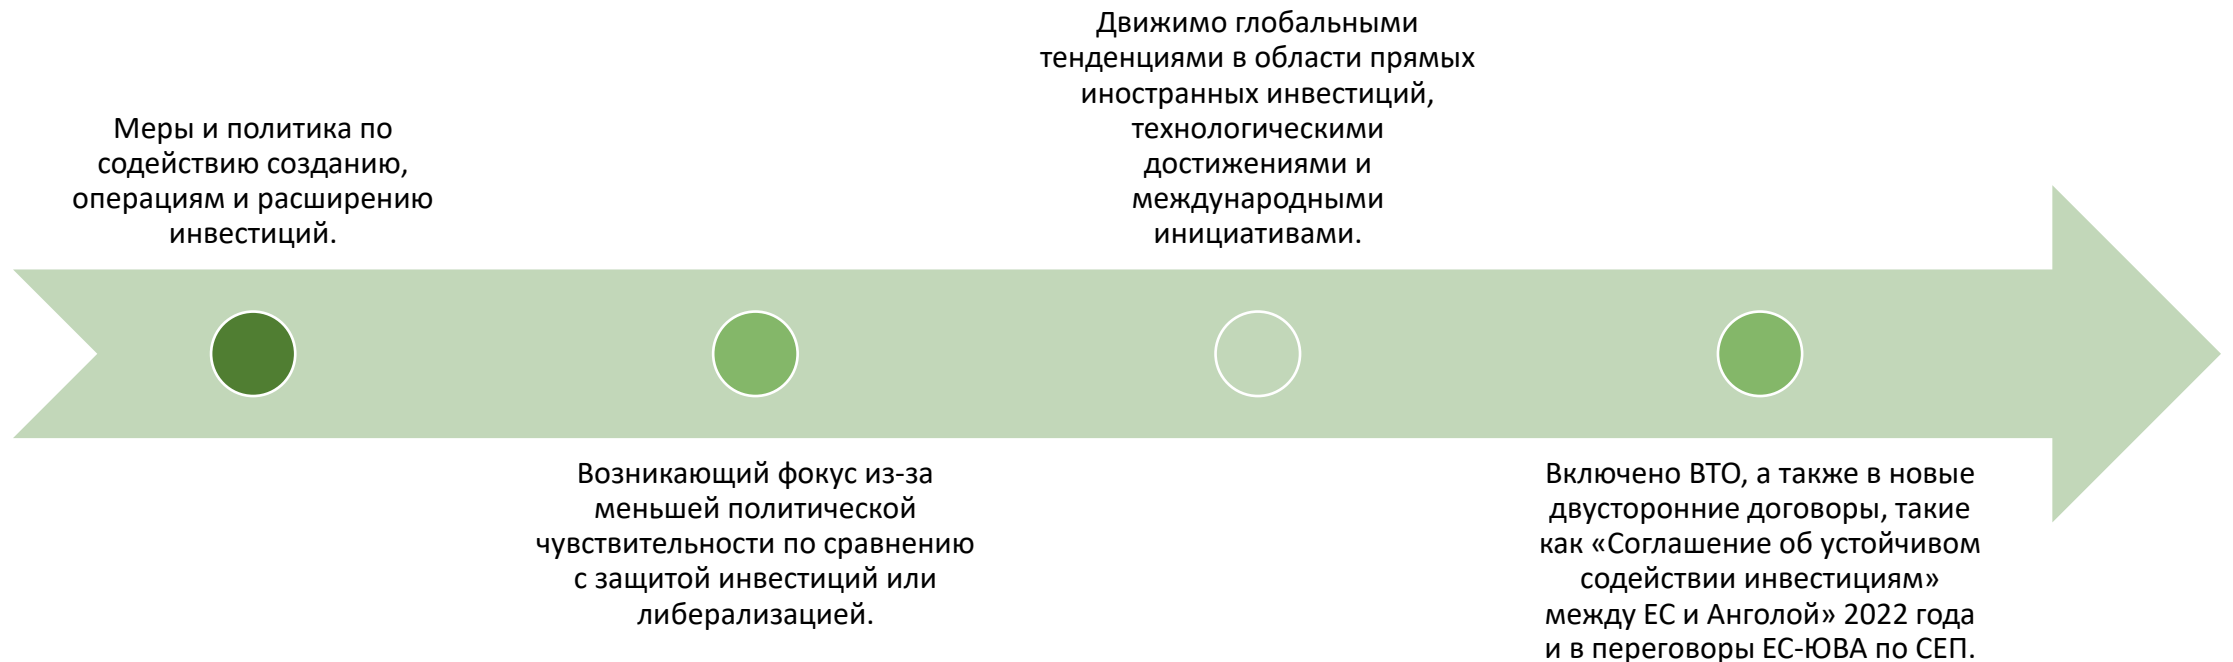 Меры и политика по
содействию созданию,
операциям и расширению
инвестиций.
Возникающий фокус из-за
меньшей политической
чувствительности по сравнению
с защитой инвестиций или
либерализацией.
Движимо глобальными
тенденциями в области прямых
иностранных инвестиций,
технологическими
достижениями и
международными
инициативами.
Включено ВТО, а также в новые
двусторонние договоры, такие
как «Соглашение об устойчивом
содействии инвестициям»
между ЕС и Анголой» 2022 года
и в переговоры ЕС-ЮВА по СЕП.